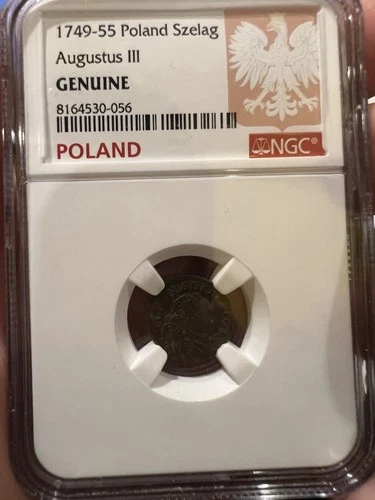 1749-55 Poland Szelag
Augustus III
GENUINE
8164530-056
POLAND
NGC®